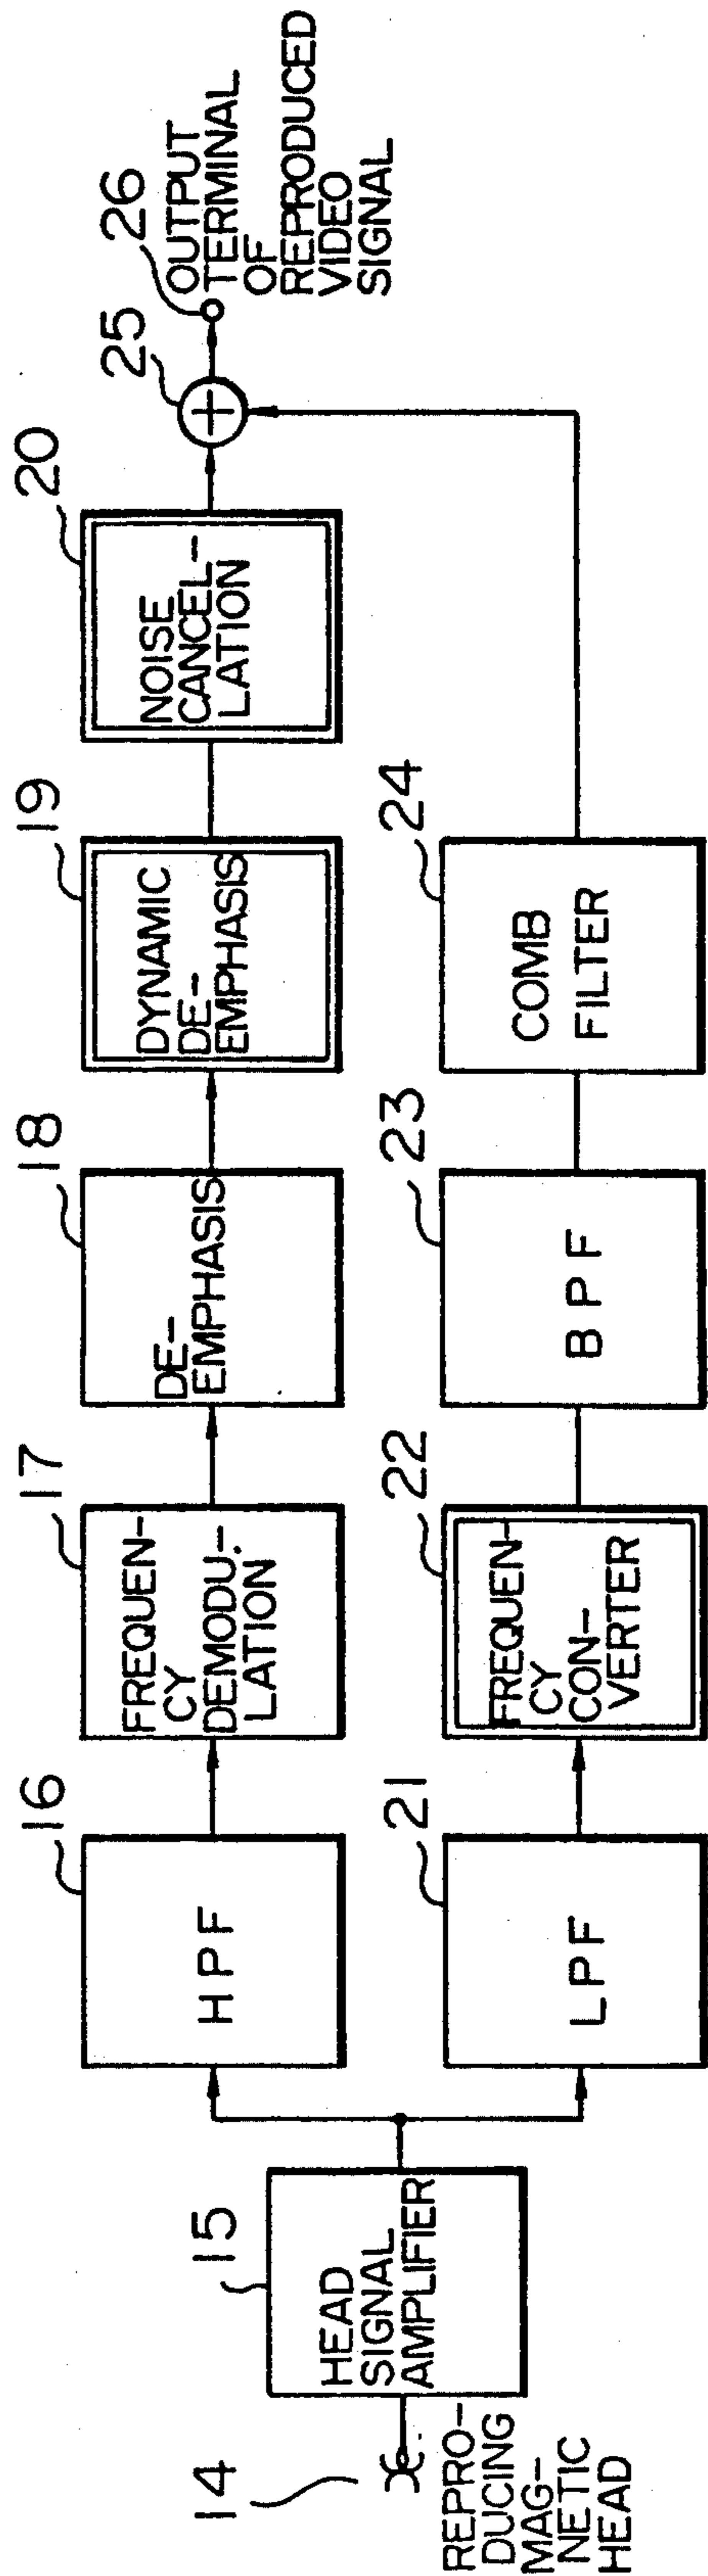 14
REPRO-
DUCING
MAG-
NETIC
HEAD
15
HEAD
SIGNAL
AMPLIFIER
16
HPF
17
FREQUEN-
CY
DEMODU-
LATION
18
DE-
EMPHASIS
19
DYNAMIC
DE-
EMPHASIS
20
NOISE
CANCEL-
LATION
25
26
OUTPUT
TERMINAL
OF
REPRODUCED
VIDEO
SIGNAL
21
LPF
22
FREQUEN-
CY
CON-
VERTER
23
BPF
24
COMB
FILTER